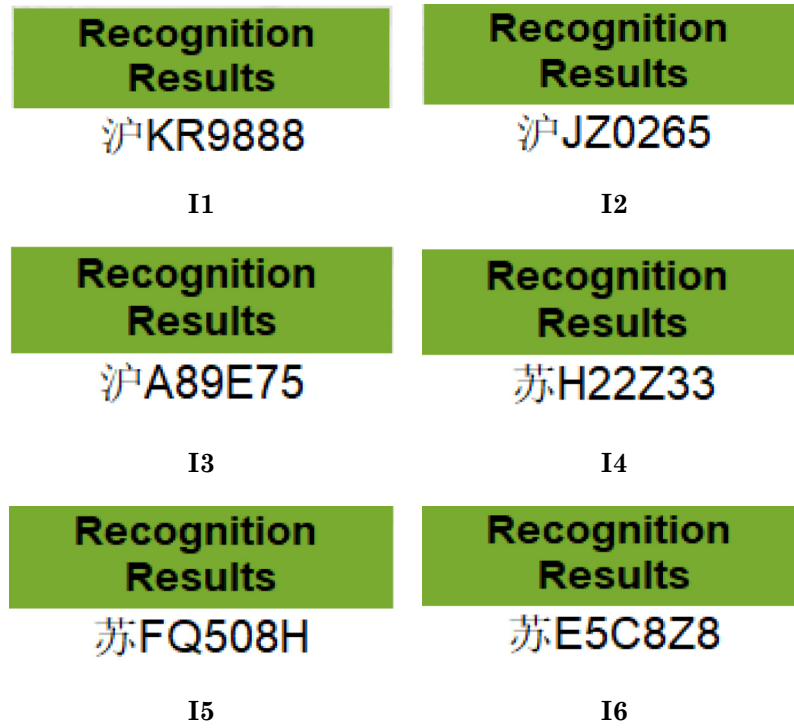 Recognition
Results
沪KR9888
I1
Recognition
Results
沪JZ0265
I2
Recognition
Results
沪A89E75
I3
Recognition
Results
苏H22Z33
I4
Recognition
Results
苏FQ508H
I5
Recognition
Results
苏E5C8Z8
I6